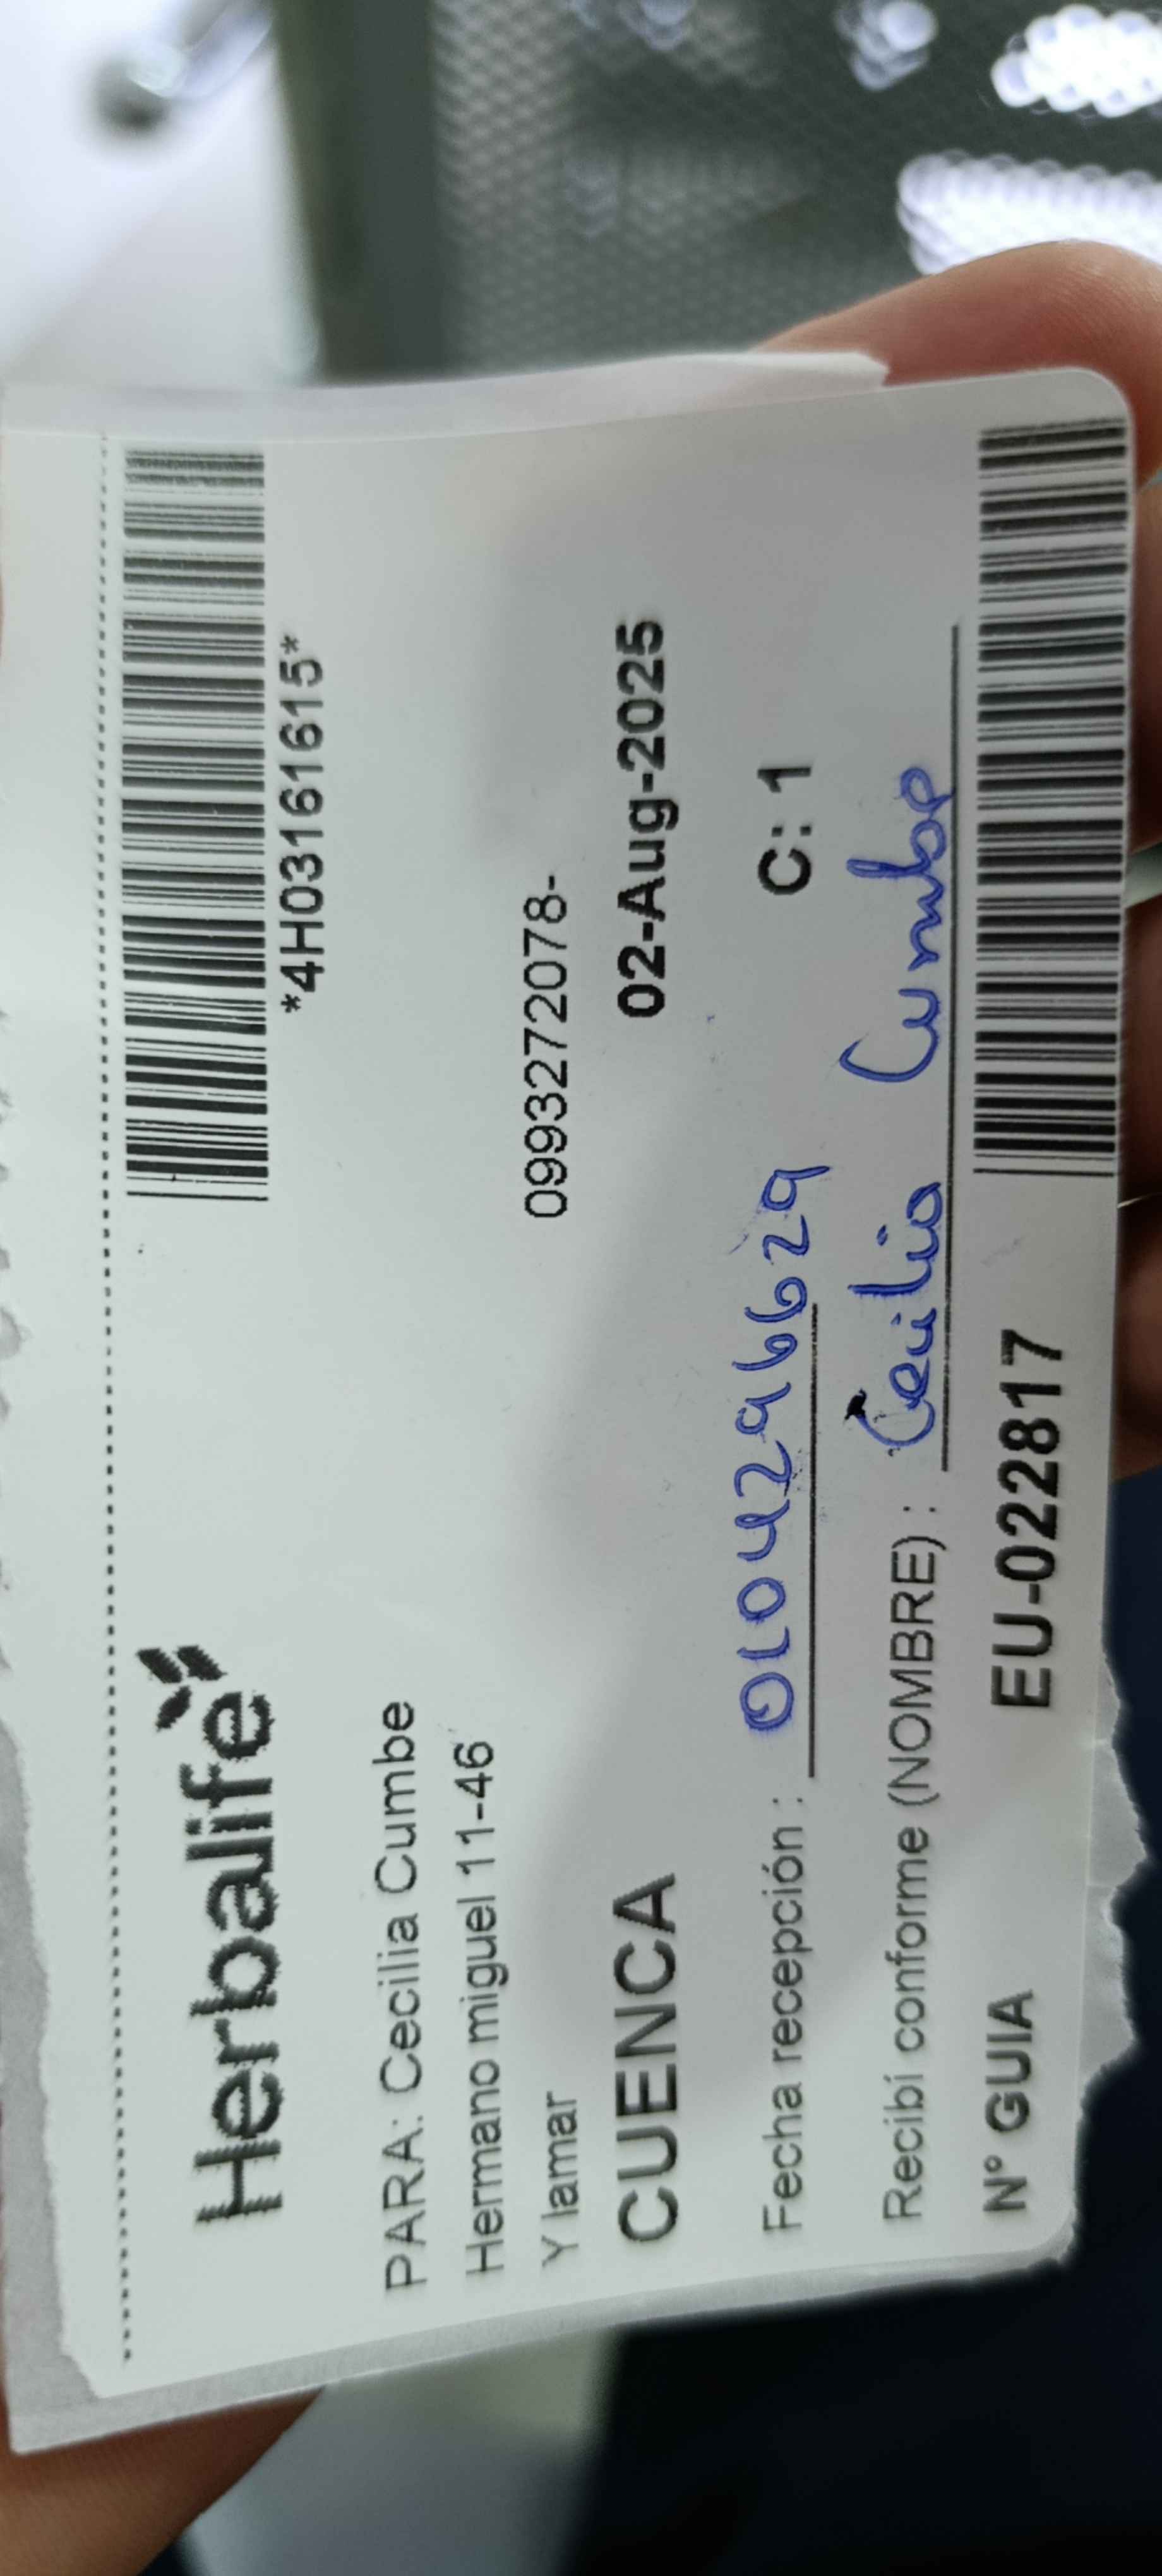 *4H03161615*
Herbalife
PARA: Cecilia Cumbe
Hermano miguel 11-46
Y lamar 0993272078-
CUENCA 02-Aug-2025
Fecha recepción : 0104296629 C: 1
Recibí conforme (NOMBRE) : Cecilia Cumbe
N° GUIA EU-022817